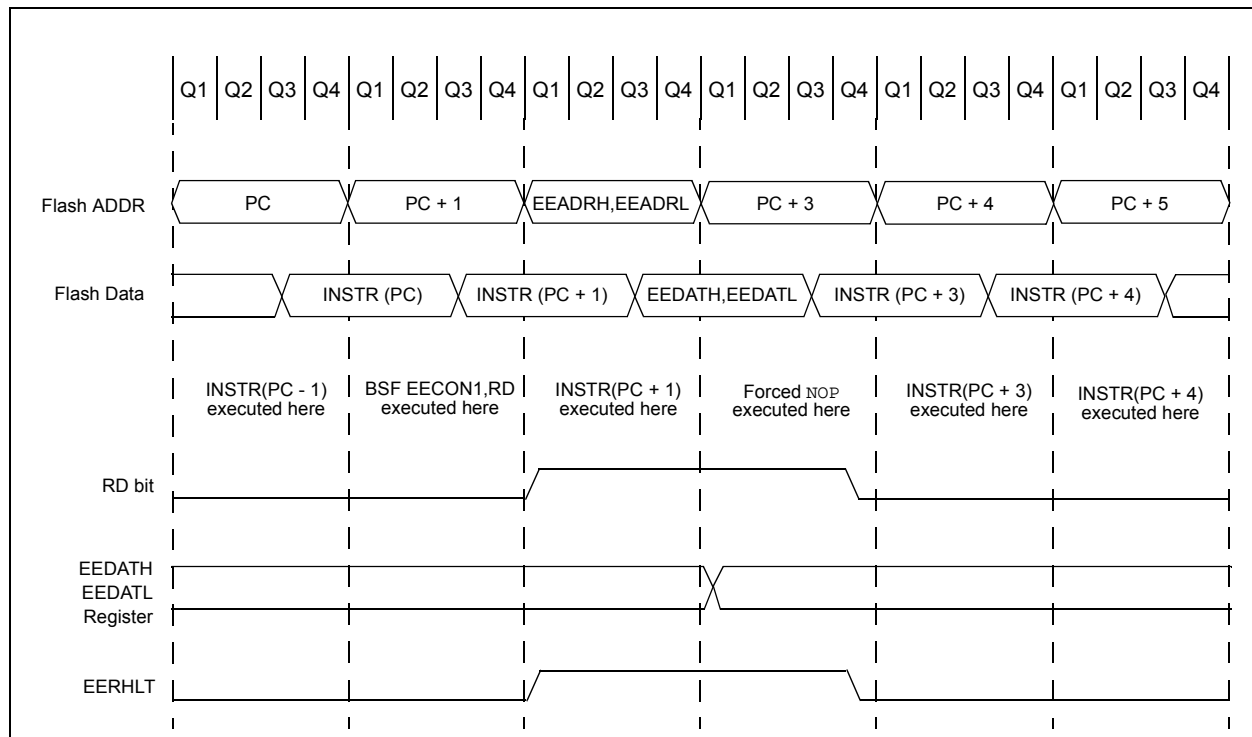 Q1 Q2 Q3 Q4 Q1 Q2 Q3 Q4 Q1 Q2 Q3 Q4 Q1 Q2 Q3 Q4 Q1 Q2 Q3 Q4 Q1 Q2 Q3 Q4
Flash ADDR PC PC + 1 EEADRH,EEADRL PC + 3 PC + 4 PC + 5
Flash Data INSTR (PC) INSTR (PC + 1) EEDATH,EEDATL INSTR (PC + 3) INSTR (PC + 4)
INSTR(PC - 1) BSF EECON1,RD INSTR(PC + 1) Forced NOP INSTR(PC + 3) INSTR(PC + 4)
executed here executed here executed here executed here executed here executed here
RD bit
EEDATH
EEDATL
Register
EERHLT